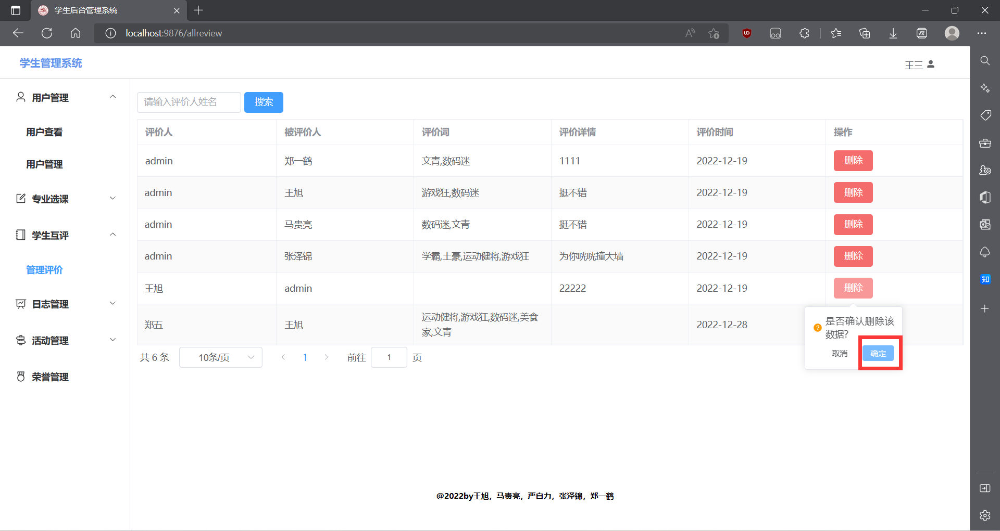 学生后台管理系统
localhost:9876/allreview
学生管理系统
王三
用户管理
用户查看
用户管理
专业选课
学生互评
管理评价
日志管理
活动管理
荣誉管理
请输入评价人姓名 搜索
评价人 被评价人 评价词 评价详情 评价时间 操作
admin 郑一鹤 文青,数码迷 1111 2022-12-19 删除
admin 王旭 游戏狂,数码迷 挺不错 2022-12-19 删除
admin 马贵亮 数码迷,文青 挺不错 2022-12-19 删除
admin 张泽锦 学霸,土豪,运动健将,游戏狂 为你咣咣撞大墙 2022-12-19 删除
王旭 admin 22222 2022-12-19 删除
郑五 王旭 运动健将,游戏狂,数码迷,美食
家,文青
2022-12-28
是否确认删除该
数据?
取消 确定
共 6 条 10条/页 1 前往 1 页
知
@2022by王旭，马贵亮，严自力，张泽锦，郑一鹤